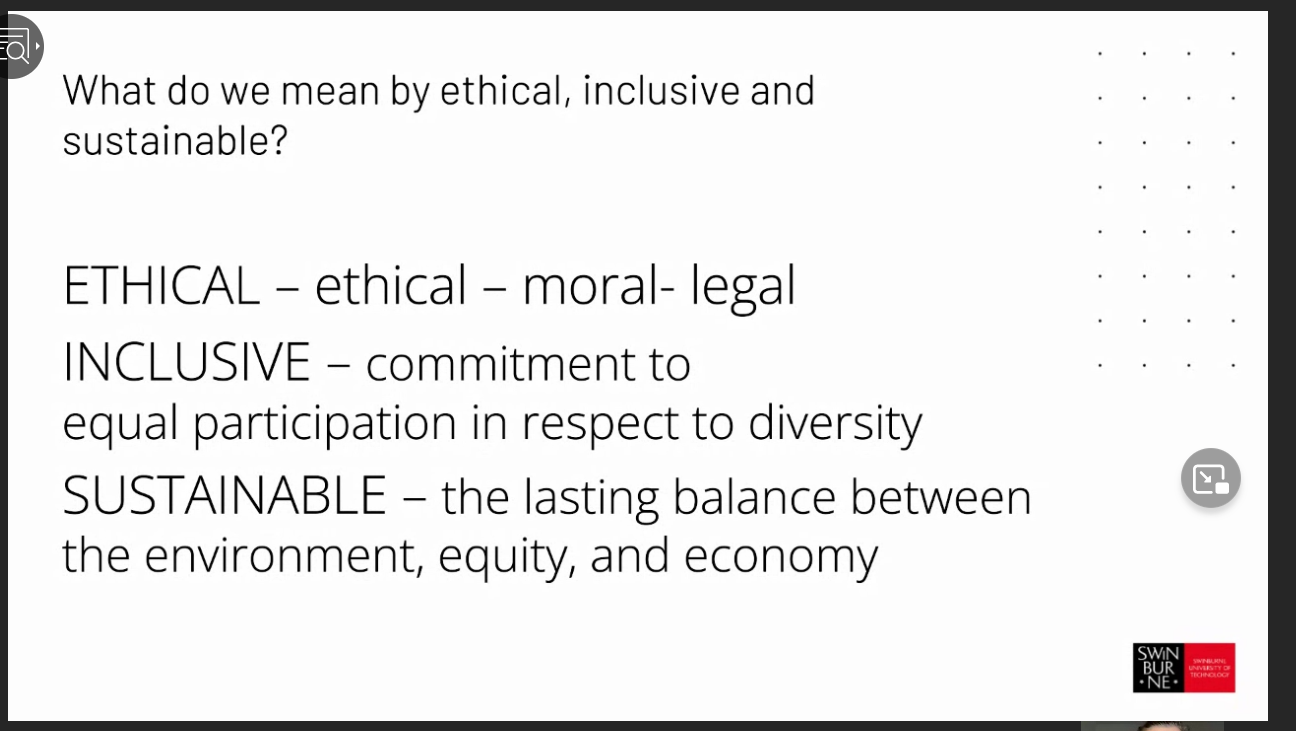 What do we mean by ethical, inclusive and
sustainable?
ETHICAL – ethical – moral- legal
INCLUSIVE – commitment to
equal participation in respect to diversity
SUSTAINABLE – the lasting balance between
the environment, equity, and economy
SWIN
BUR
NE
SWINBURNE
UNIVERSITY OF
TECHNOLOGY